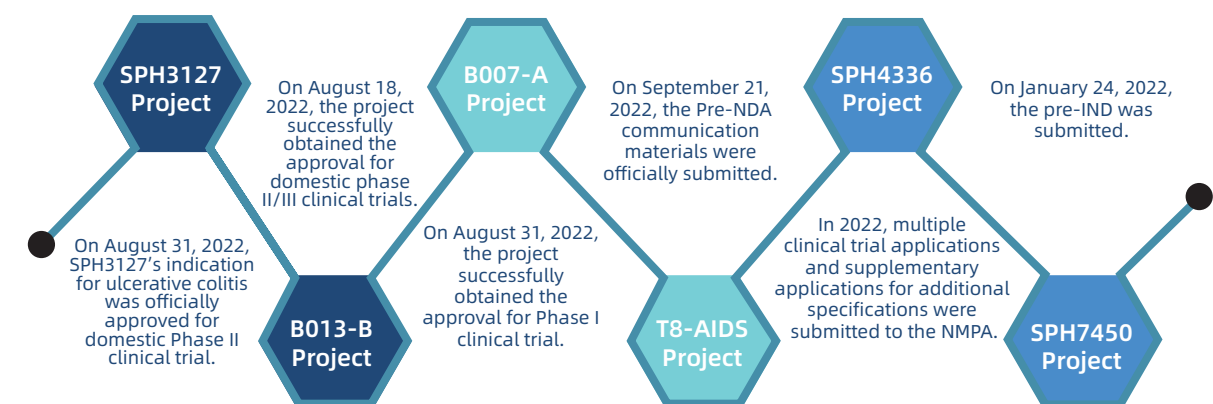 SPH3127
Project
On August 31, 2022,
SPH3127’s indication
for ulcerative colitis
was officially
approved for
domestic Phase II
clinical trial.
On August 18,
2022, the project
successfully
obtained the
approval for
domestic phase
II/III clinical trials.
B013-B
Project
B007-A
Project
On August 31, 2022,
the project
successfully
obtained the
approval for Phase I
clinical trial.
On September 21,
2022, the Pre-NDA
communication
materials were
officially submitted.
T8-AIDS
Project
SPH4336
Project
In 2022, multiple
clinical trial applications
and supplementary
applications for additional
specifications were
submitted to the NMPA.
On January 24, 2022,
the pre-IND was
submitted.
SPH7450
Project